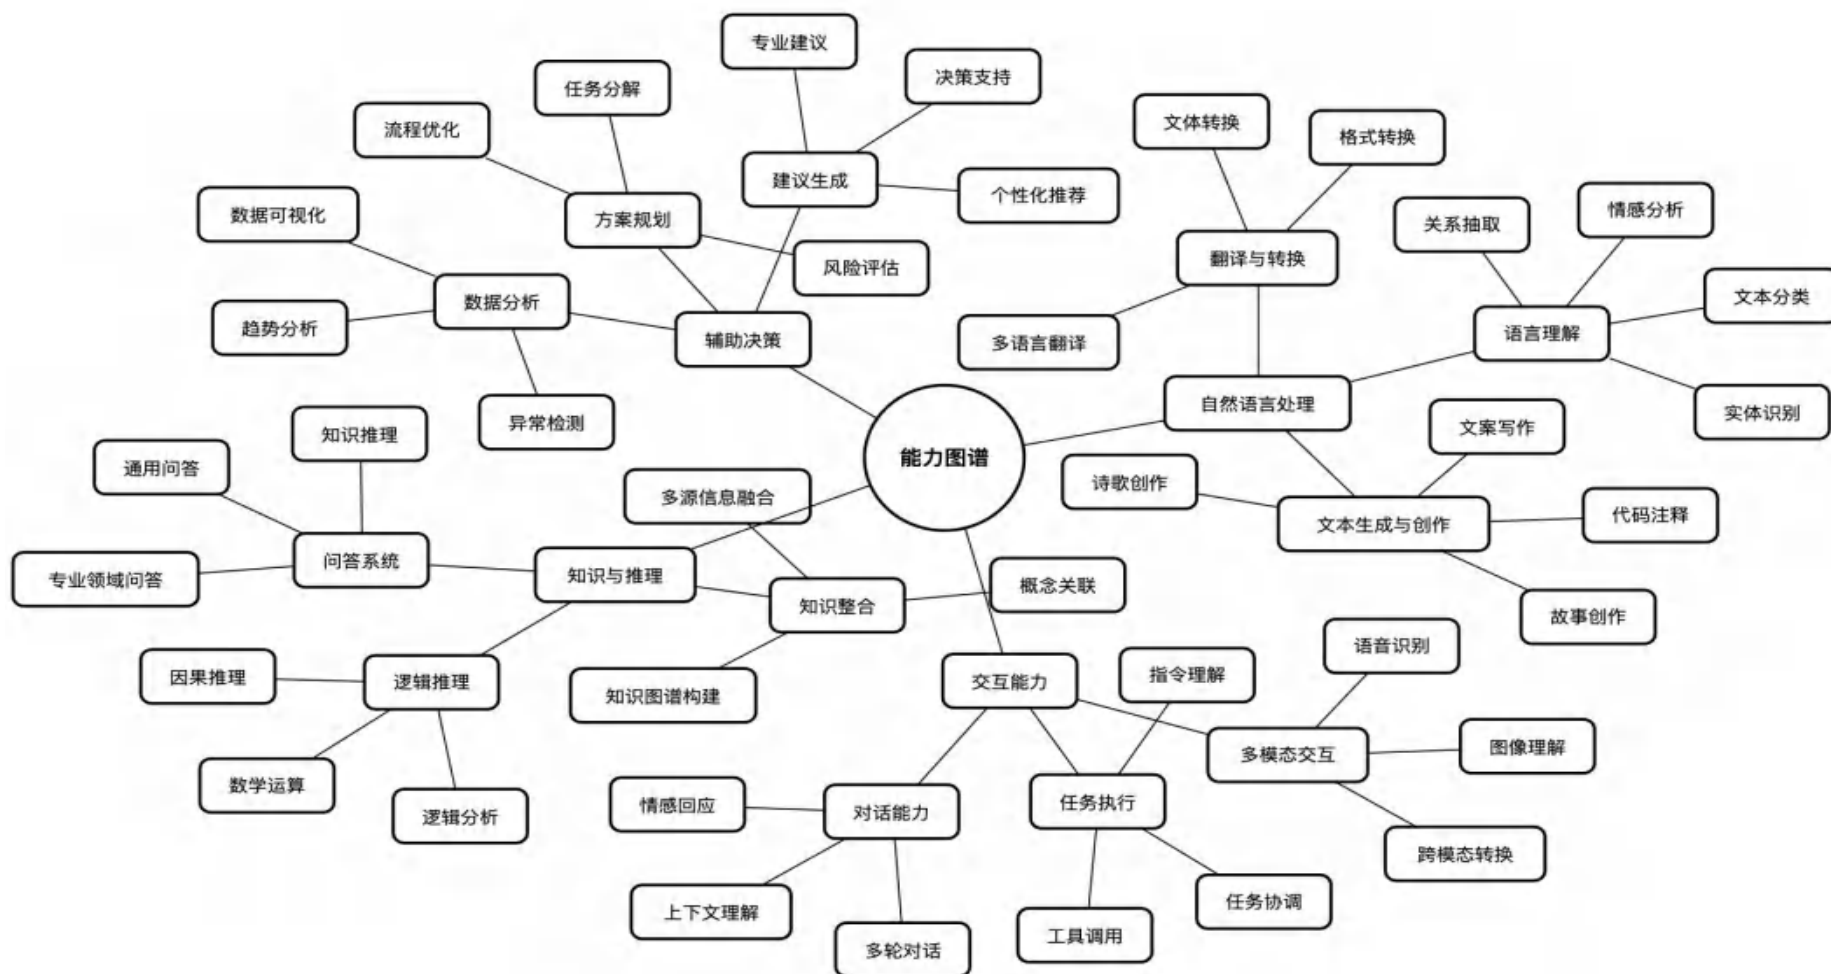 专业建议
决策支持
任务分解
流程优化
文体转换
格式转换
建议生成
个性化推荐
数据可视化
方案规划
关系抽取
情感分析
风险评估
翻译与转换
数据分析
文本分类
趋势分析
辅助决策
多语言翻译
语言理解
异常检测
自然语言处理
实体识别
知识推理
文案写作
通用问答
能力图谱
诗歌创作
多源信息融合
文本生成与创作
代码注释
问答系统
专业领域问答
知识与推理
知识整合
概念关联
故事创作
语音识别
因果推理
逻辑推理
知识图谱构建
交互能力
指令理解
多模态交互
图像理解
数学运算
逻辑分析
情感回应
对话能力
任务执行
跨模态转换
上下文理解
任务协调
多轮对话
工具调用